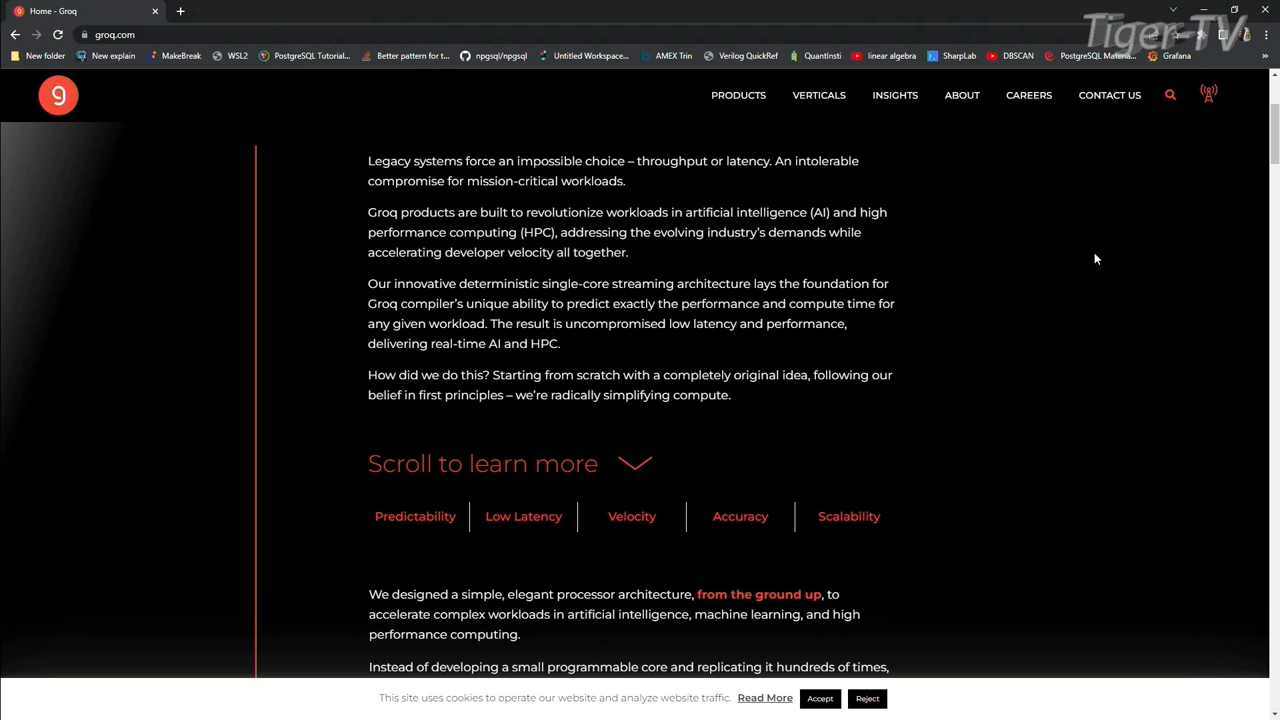 Home - Groq
Tiger-TV
groq.com
New folder
New explain
MakeBreak
WSL2
PostgreSQL Tutorial...
Better pattern for t...
npgsql/npgsql
Untitled Workspace...
AMEX Trin
Verilog QuickRef
QuantInsti
linear algebra
SharpLab
DBSCAN
PostgreSQL Materia...
Grafana
g
PRODUCTS
VERTICALS
INSIGHTS
ABOUT
CAREERS
CONTACT US
Legacy systems force an impossible choice – throughput or latency. An intolerable
compromise for mission-critical workloads.
Groq products are built to revolutionize workloads in artificial intelligence (AI) and high
performance computing (HPC), addressing the evolving industry's demands while
accelerating developer velocity all together.
Our innovative deterministic single-core streaming architecture lays the foundation for
Groq compiler's unique ability to predict exactly the performance and compute time for
any given workload. The result is uncompromised low latency and performance,
delivering real-time AI and HPC.
How did we do this? Starting from scratch with a completely original idea, following our
belief in first principles – we're radically simplifying compute.
Scroll to learn more
Predictability
Low Latency
Velocity
Accuracy
Scalability
We designed a simple, elegant processor architecture, from the ground up, to
accelerate complex workloads in artificial intelligence, machine learning, and high
performance computing.
Instead of developing a small programmable core and replicating it hundreds of times,
This site uses cookies to operate our website and analyze website traffic. Read More
Accept
Reject